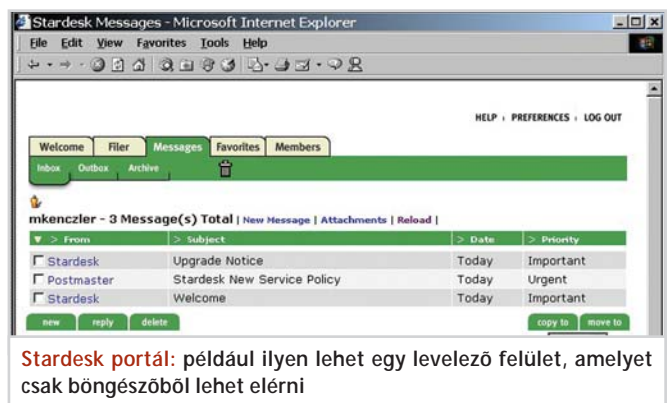 Stardesk Messages - Microsoft Internet Explorer
File Edit View Favorites Tools Help
HELP | PREFERENCES | LOG OUT
Welcome Filer Messages Favorites Members
Inbox Outbox Archive
mkenczler - 3 Message(s) Total | New Message | Attachments | Reload |
> From > Subject > Date > Priority
Stardesk Upgrade Notice Today Important
Postmaster Stardesk New Service Policy Today Urgent
Stardesk Welcome Today Important
new reply delete copy to move to
Stardesk portál: például ilyen lehet egy levelezõ felület, amelyet
csak böngészõbõl lehet elérni